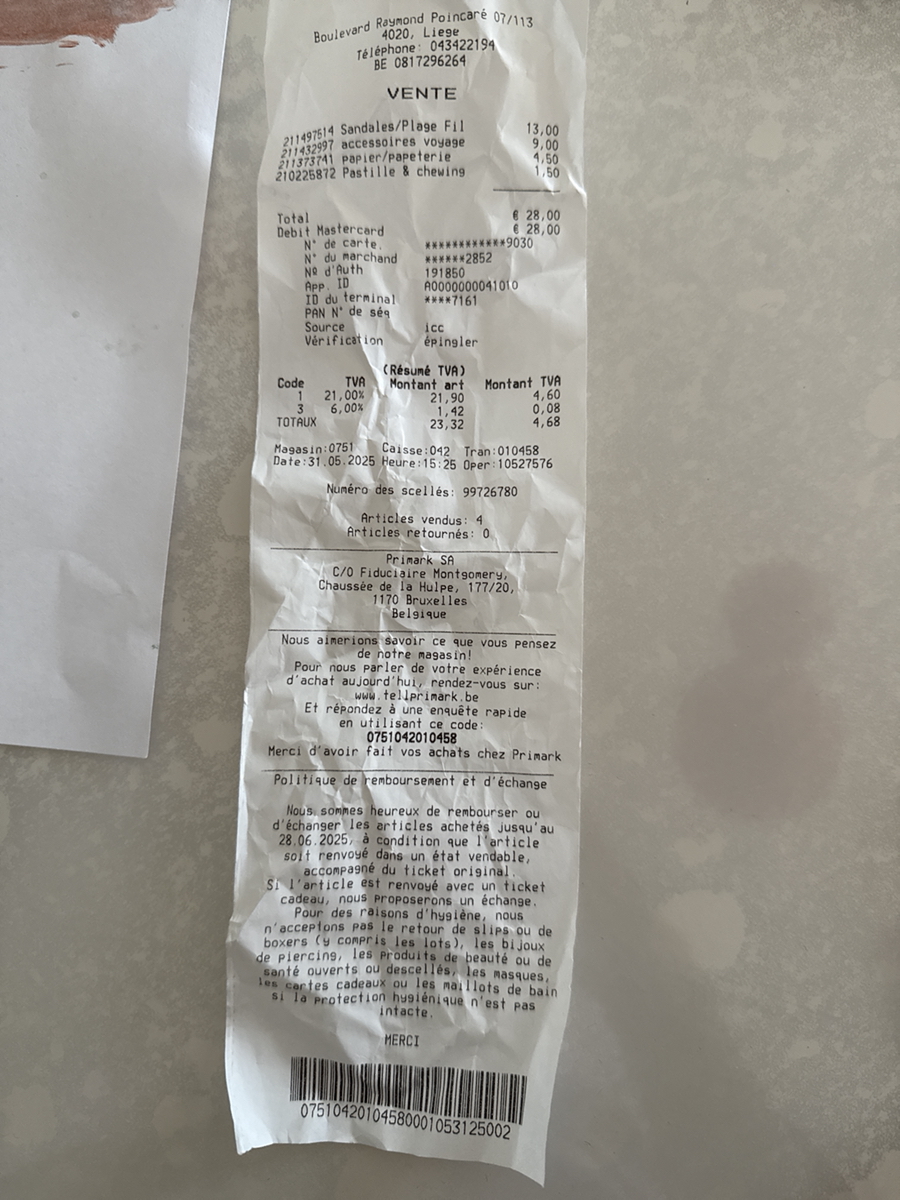 Boulevard Raymond Poincaré 07/113
4020, Liege
Téléphone: 043422194
BE 0817296264
VENTE
211497614 Sandales/Plage Fil 13,00
211432997 accessoires voyage 9,00
211373741 papier/papeterie 4,50
210225872 Pastille & chewing 1,50
Total € 28,00
Debit Mastercard € 28,00
N° de carte. ************9030
N° du marchand ******2852
Nº d'Auth 191850
App. ID A0000000041010
ID du terminal ****7161
PAN N° de séq
Source icc
Vérification épingler
(Résumé TVA)
Code TVA Montant art Montant TVA
1 21,00% 21,90 4,60
3 6,00% 1,42 0,08
TOTAUX 23,32 4,68
Magasin:0751 Caisse:042 Tran:010458
Date:31.05.2025 Heure:15:25 Oper:10527576
Numéro des scellés: 99726780
Articles vendus: 4
Articles retournés: 0
Primark SA
C/O Fiduciaire Montgomery,
Chaussée de la Hulpe, 177/20,
1170 Bruxelles
Belgique
Nous aimerions savoir ce que vous pensez
de notre magasin!
Pour nous parler de votre expérience
d'achat aujourd'hui, rendez-vous sur:
www.tellprimark.be
Et répondez à une enquête rapide
en utilisant ce code:
0751042010458
Merci d'avoir fait vos achats chez Primark
Politique de remboursement et d'échange
Nous sommes heureux de rembourser ou
d'échanger les articles achetés jusqu'au
28.06.2025, à condition que l'article
soit renvoyé dans un état vendable,
accompagné du ticket original.
Si l'article est renvoyé avec un ticket
cadeau, nous proposerons un échange.
Pour des raisons d'hygiène, nous
n'acceptons pas le retour de slips ou de
boxers (y compris les lots), les bijoux
de piercing, les produits de beauté ou de
santé ouverts ou descellés, les masques,
les cartes cadeaux ou les maillots de bain
si la protection hygiénique n'est pas
intacte.
MERCI
07510420104580001053125002